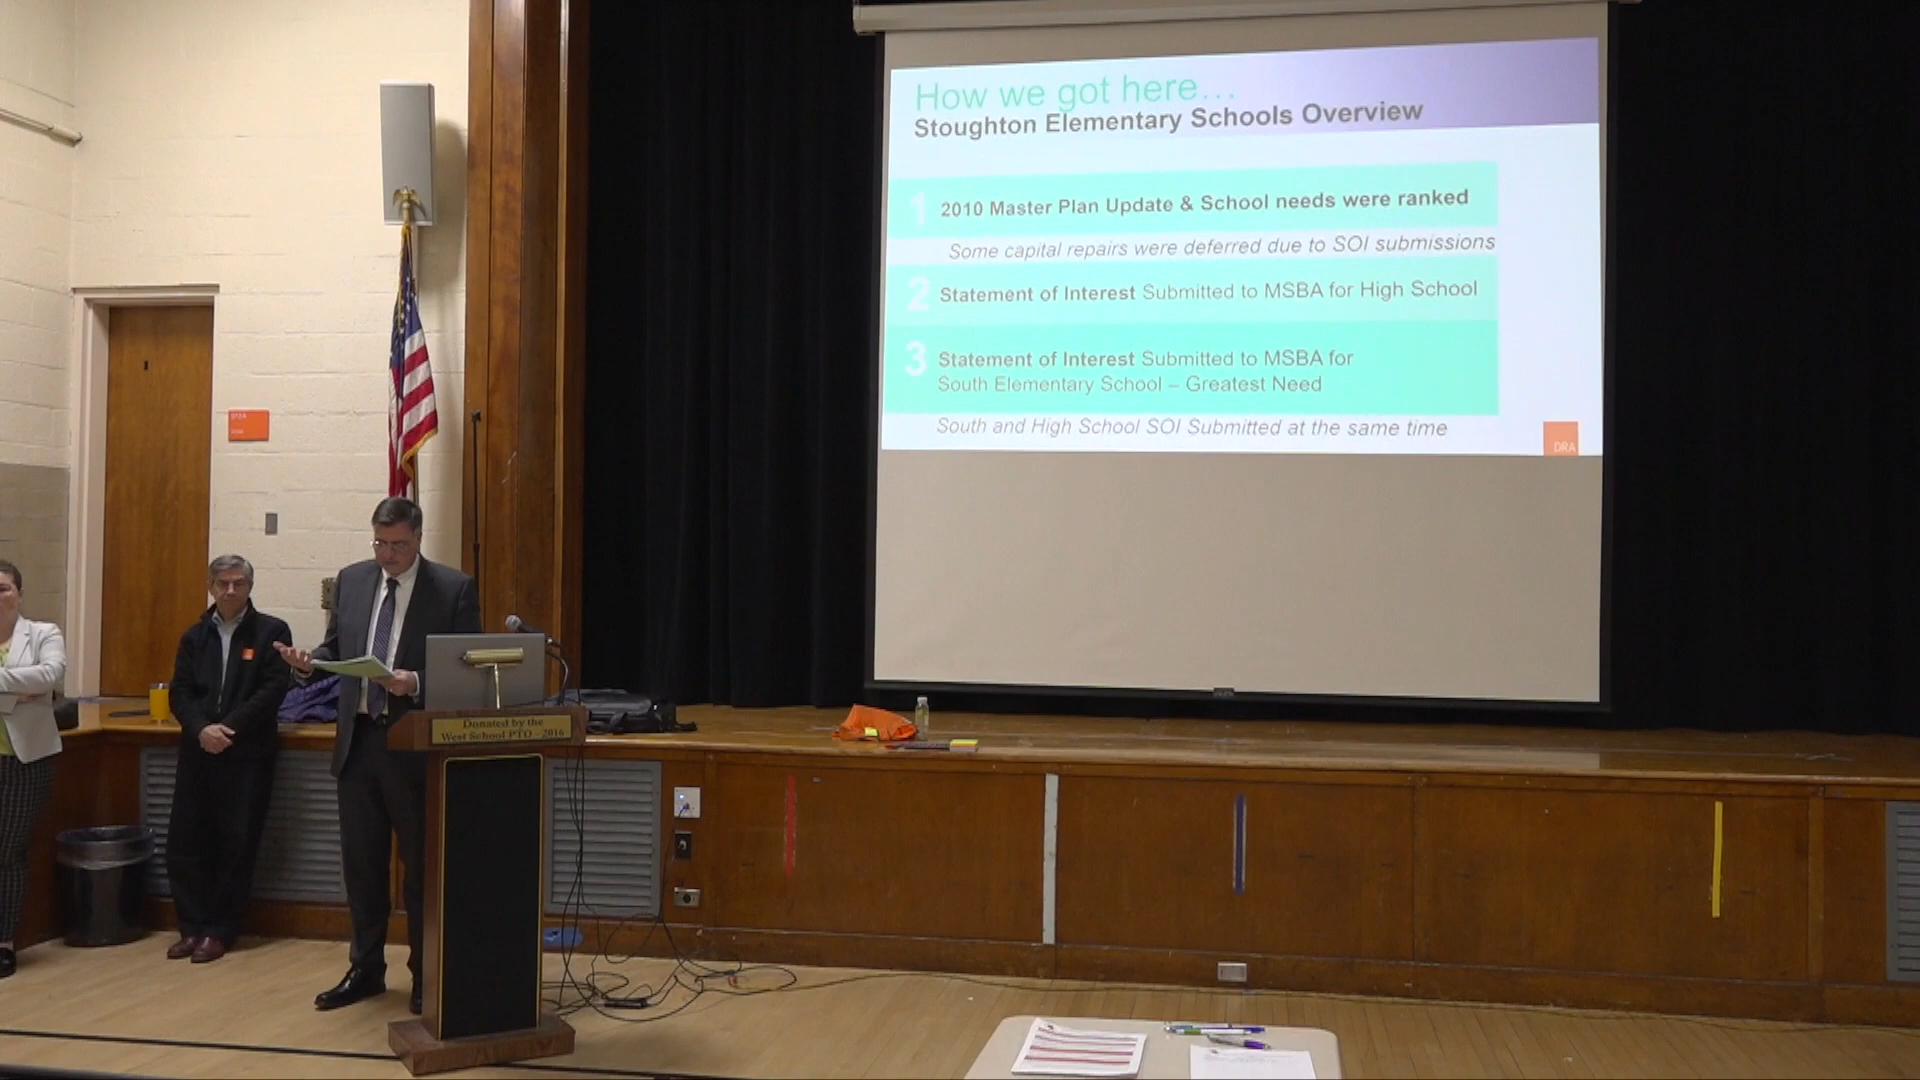 How we got here...
Stoughton Elementary Schools Overview
1 2010 Master Plan Update & School needs were ranked
Some capital repairs were deferred due to SOI submissions
2 Statement of Interest Submitted to MSBA for High School
3 Statement of Interest Submitted to MSBA for
South Elementary School – Greatest Need
South and High School SOI Submitted at the same time
DRA
Donated by the
West School PTO - 2016